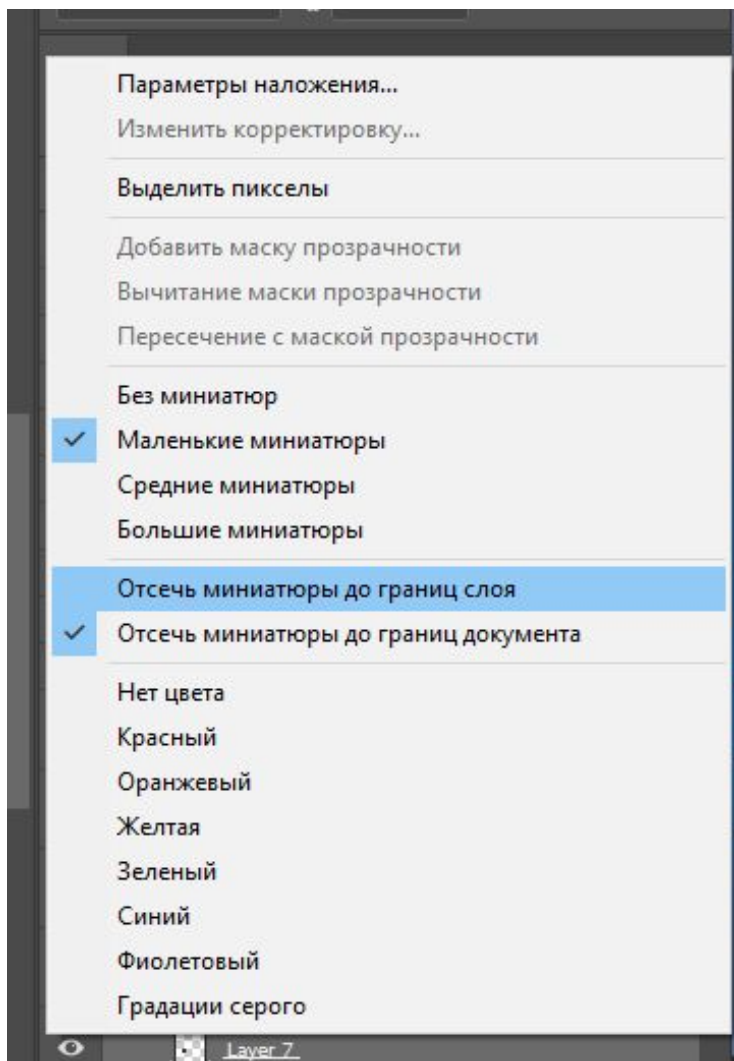 Параметры наложения...
Изменить корректировку...
Выделить пикселы
Добавить маску прозрачности
Вычитание маски прозрачности
Пересечение с маской прозрачности
Без миниатюр
Маленькие миниатюры
Средние миниатюры
Большие миниатюры
Отсечь миниатюры до границ слоя
Отсечь миниатюры до границ документа
Нет цвета
Красный
Оранжевый
Желтая
Зеленый
Синий
Фиолетовый
Градации серого
Layer 7